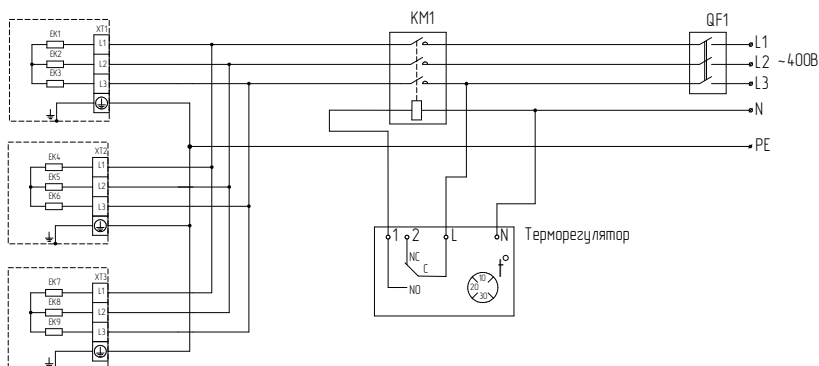 KM1
QF1
EK1
XT1
L1
L1
EK2
L2
L2
~400В
EK3
L3
L3
N
PE
XT2
EK4
L1
EK5
L2
EK6
L3
1
2
L
N
Терморегулятор
NC
C
t°
NO
10
20
30
XT3
EK7
L1
EK8
L2
EK9
L3